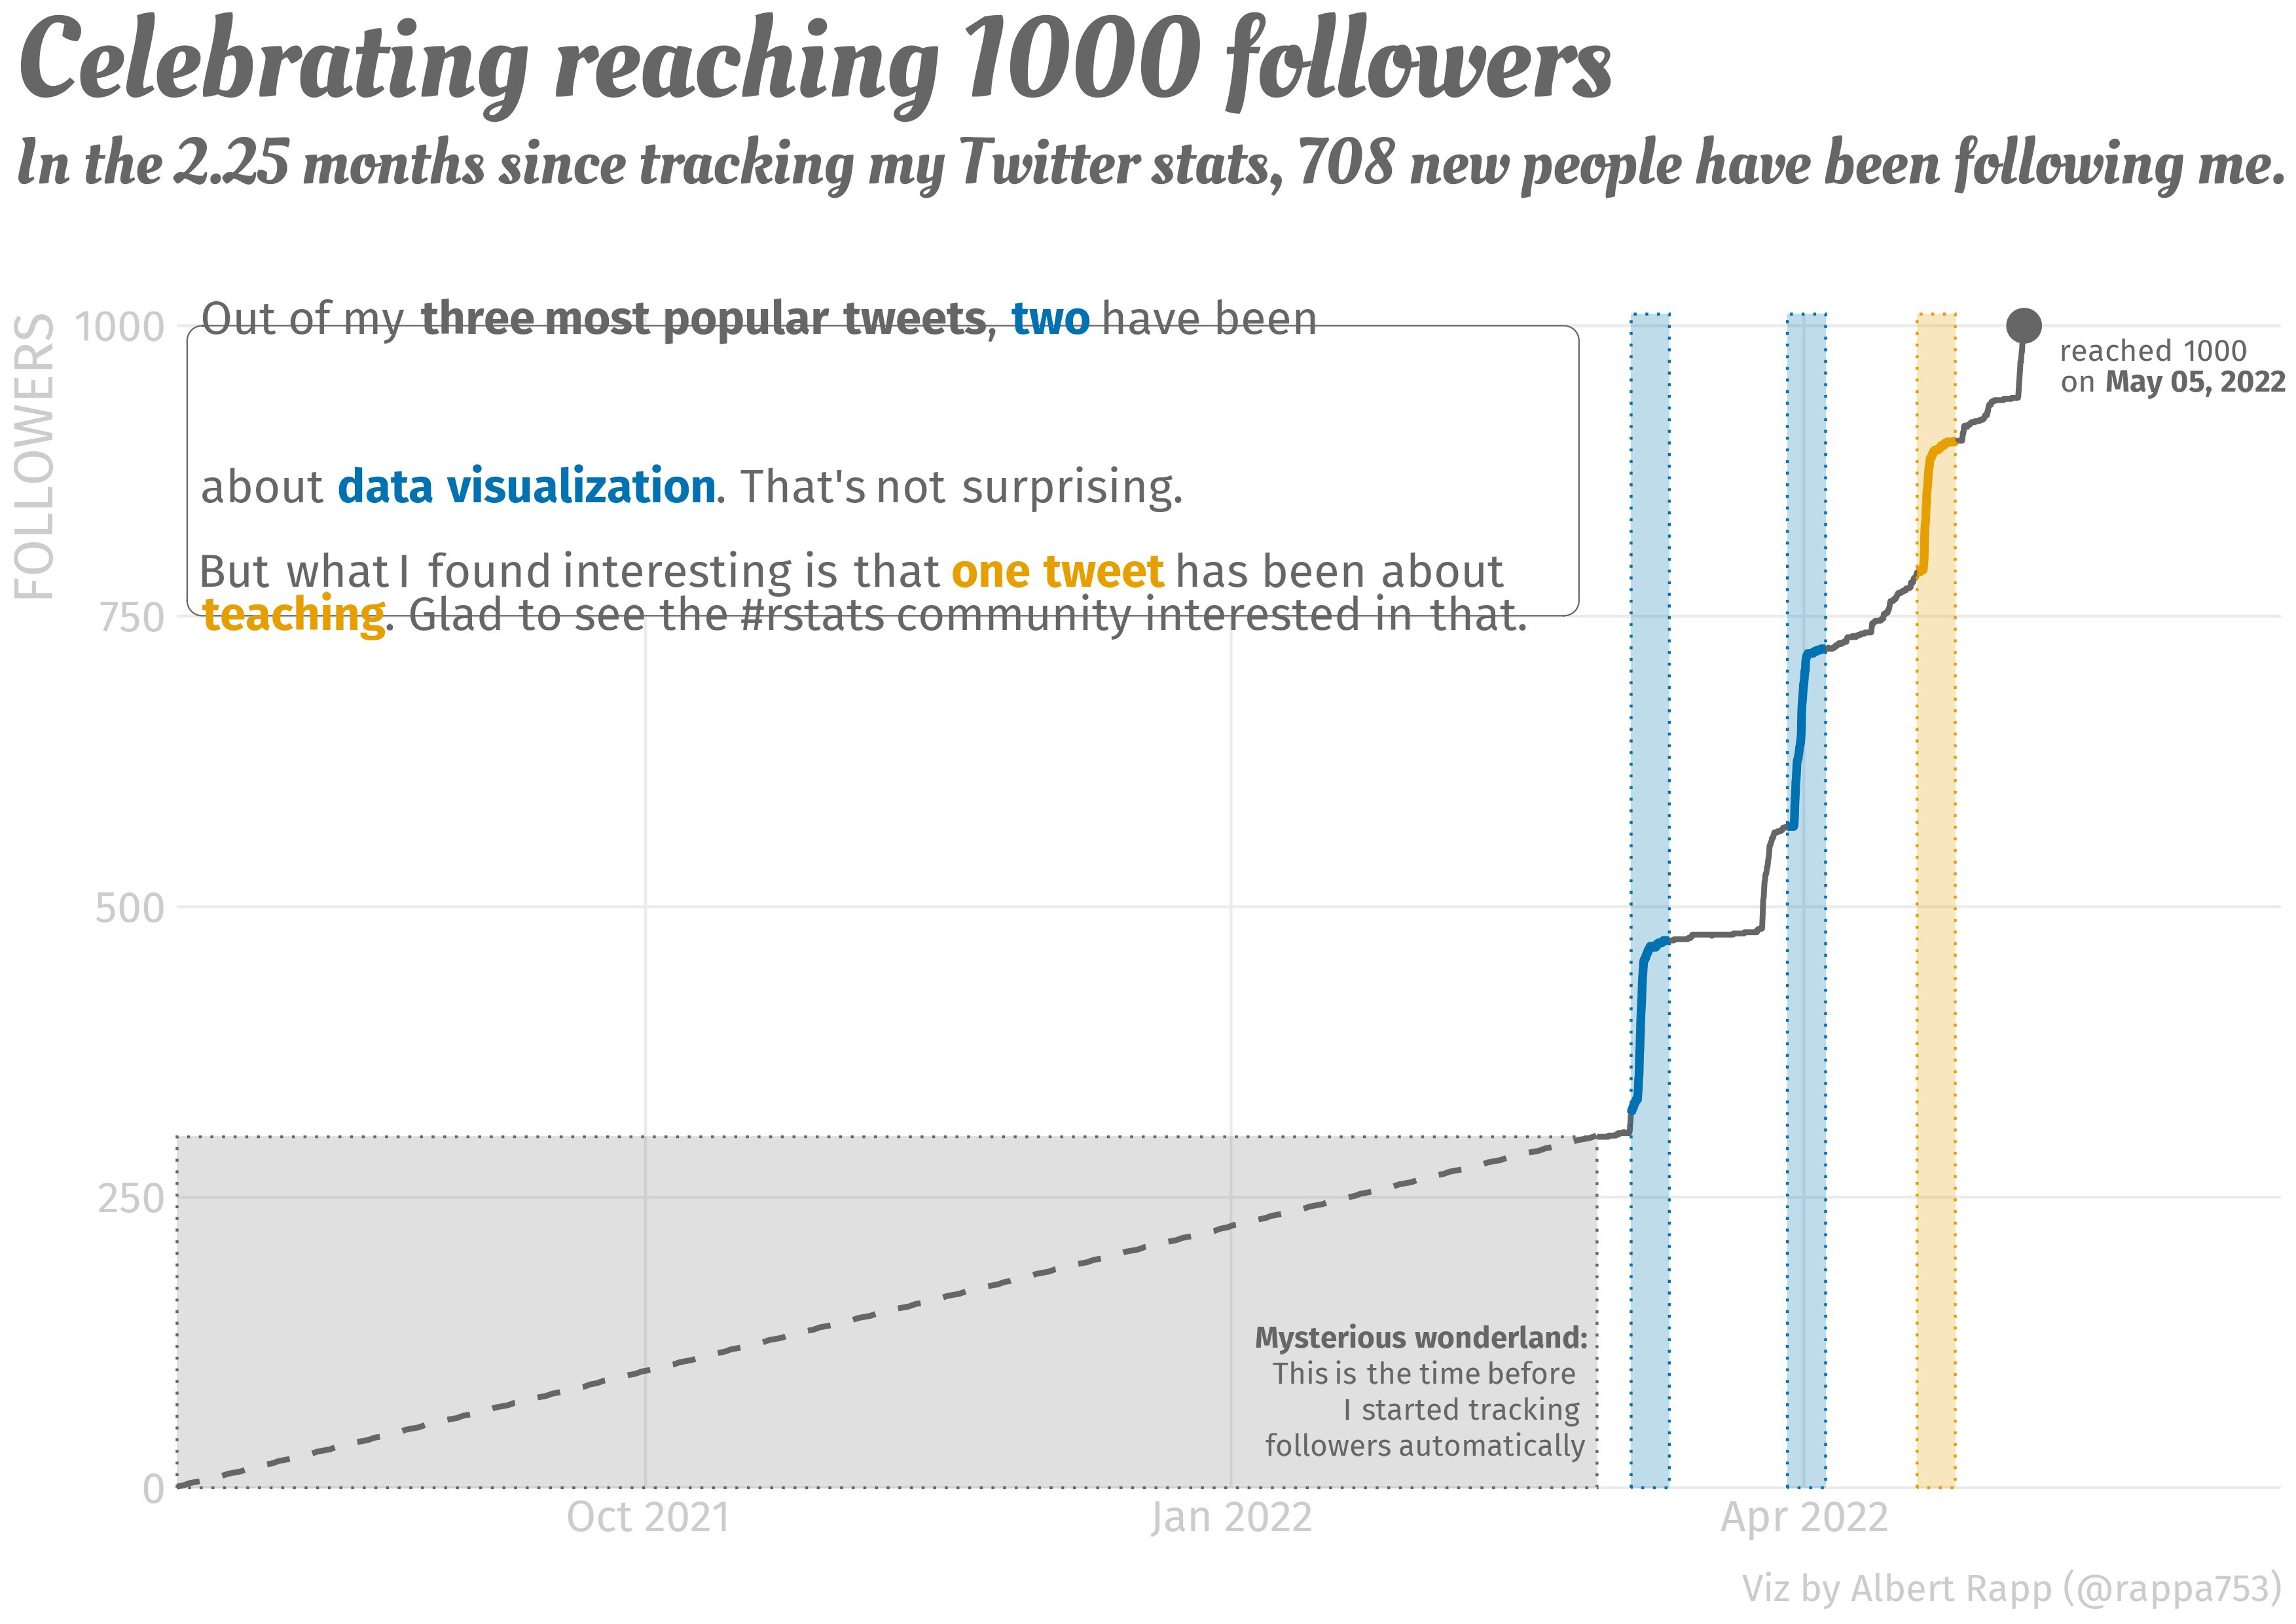 Celebrating reaching 1000 followers
In the 2.25 months since tracking my Twitter stats, 708 new people have been following me.
FOLLOWERS
1000
Out of my three most popular tweets, two have been
about data visualization. That's not surprising.
But what I found interesting is that one tweet has been about
teaching. Glad to see the #rstats community interested in that.
reached 1000
on May 05, 2022
750
500
250
Mysterious wonderland:
This is the time before
I started tracking
followers automatically
0
Oct 2021
Jan 2022
Apr 2022
Viz by Albert Rapp (@rappa753)